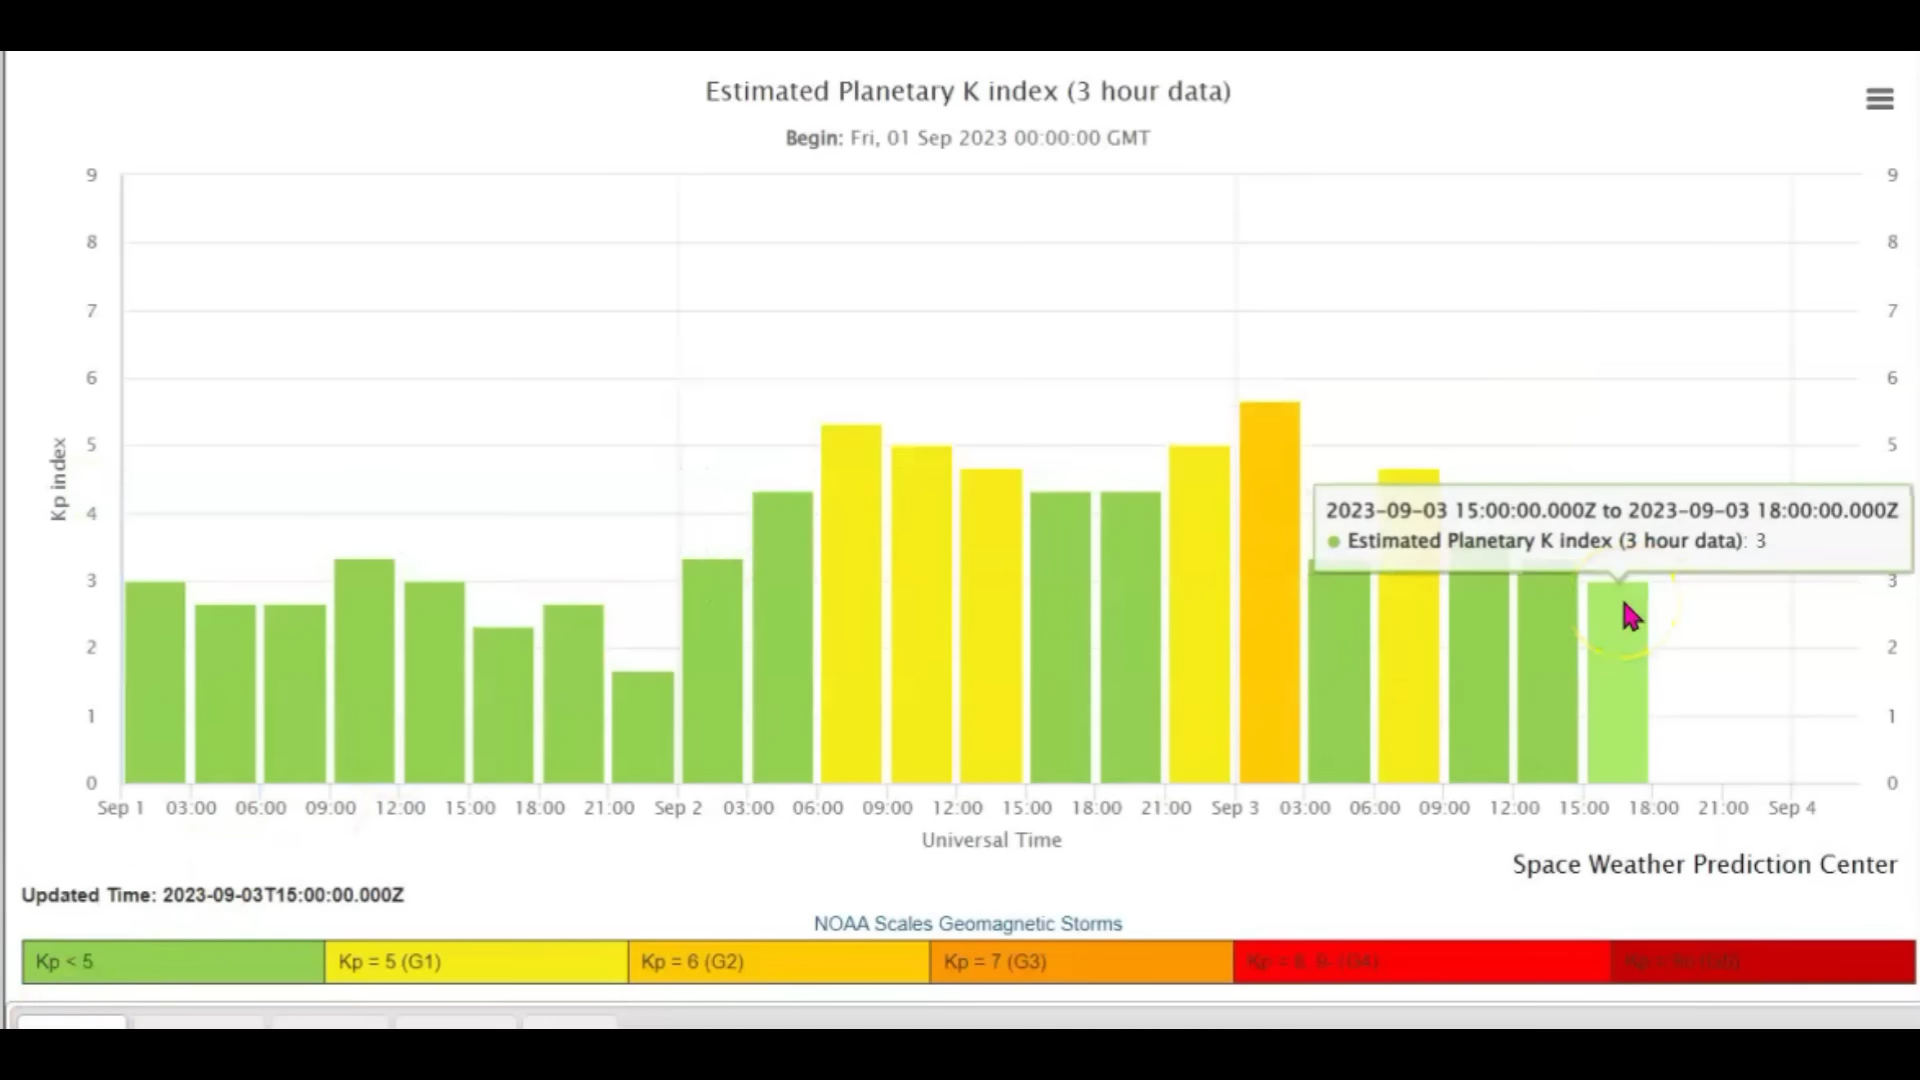 Estimated Planetary K index (3 hour data)
Begin: Fri, 01 Sep 2023 00:00:00 GMT
9 9
8 8
7 7
6 6
5 5
4
3 3
2 2
1 1
0 0
Kp index
2023-09-03 15:00:00.000Z to 2023-09-03 18:00:00.000Z
Estimated Planetary K index (3 hour data): 3
Sep 1 03:00 06:00 09:00 12:00 15:00 18:00 21:00 Sep 2 03:00 06:00 09:00 12:00 15:00 18:00 21:00 Sep 3 03:00 06:00 09:00 12:00 15:00 18:00 21:00 Sep 4
Universal Time
Space Weather Prediction Center
Updated Time: 2023-09-03T15:00:00.000Z
NOAA Scales Geomagnetic Storms
Kp < 5 Kp = 5 (G1) Kp = 6 (G2) Kp = 7 (G3)